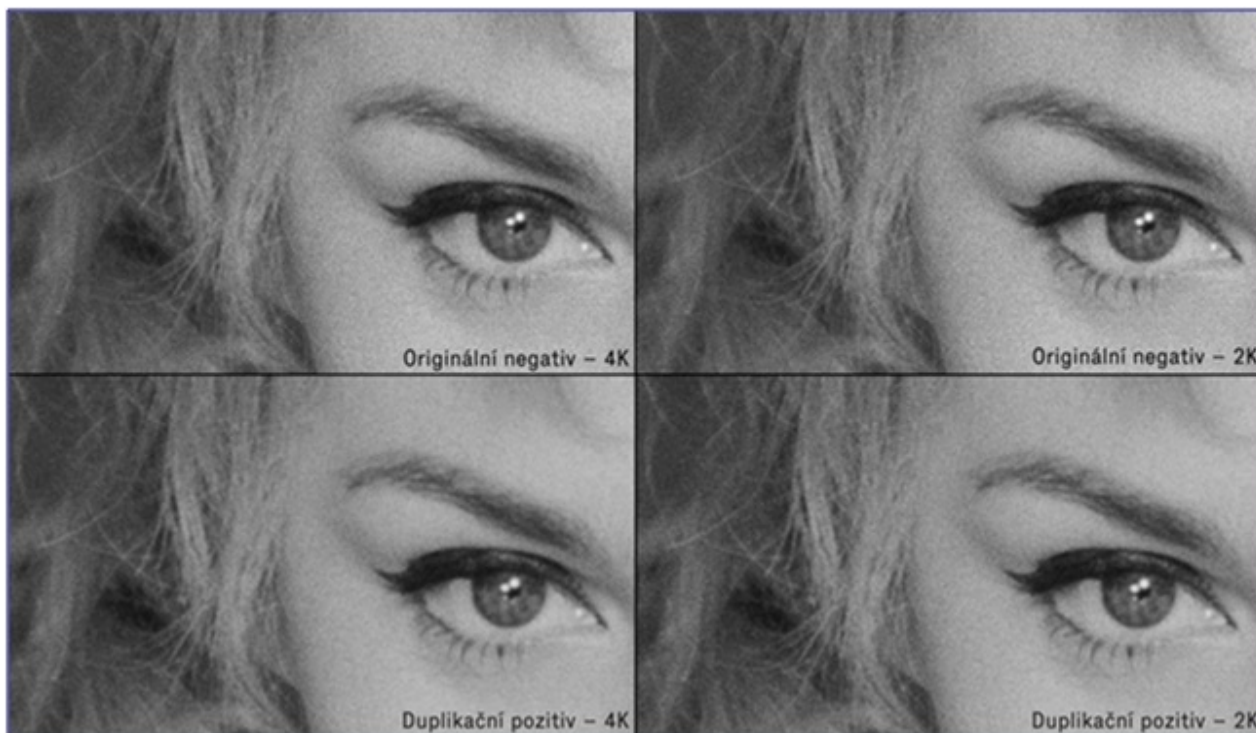 Originální negativ – 4K
Originální negativ – 2K
Duplikační pozitiv – 4K
Duplikační pozitiv – 2K